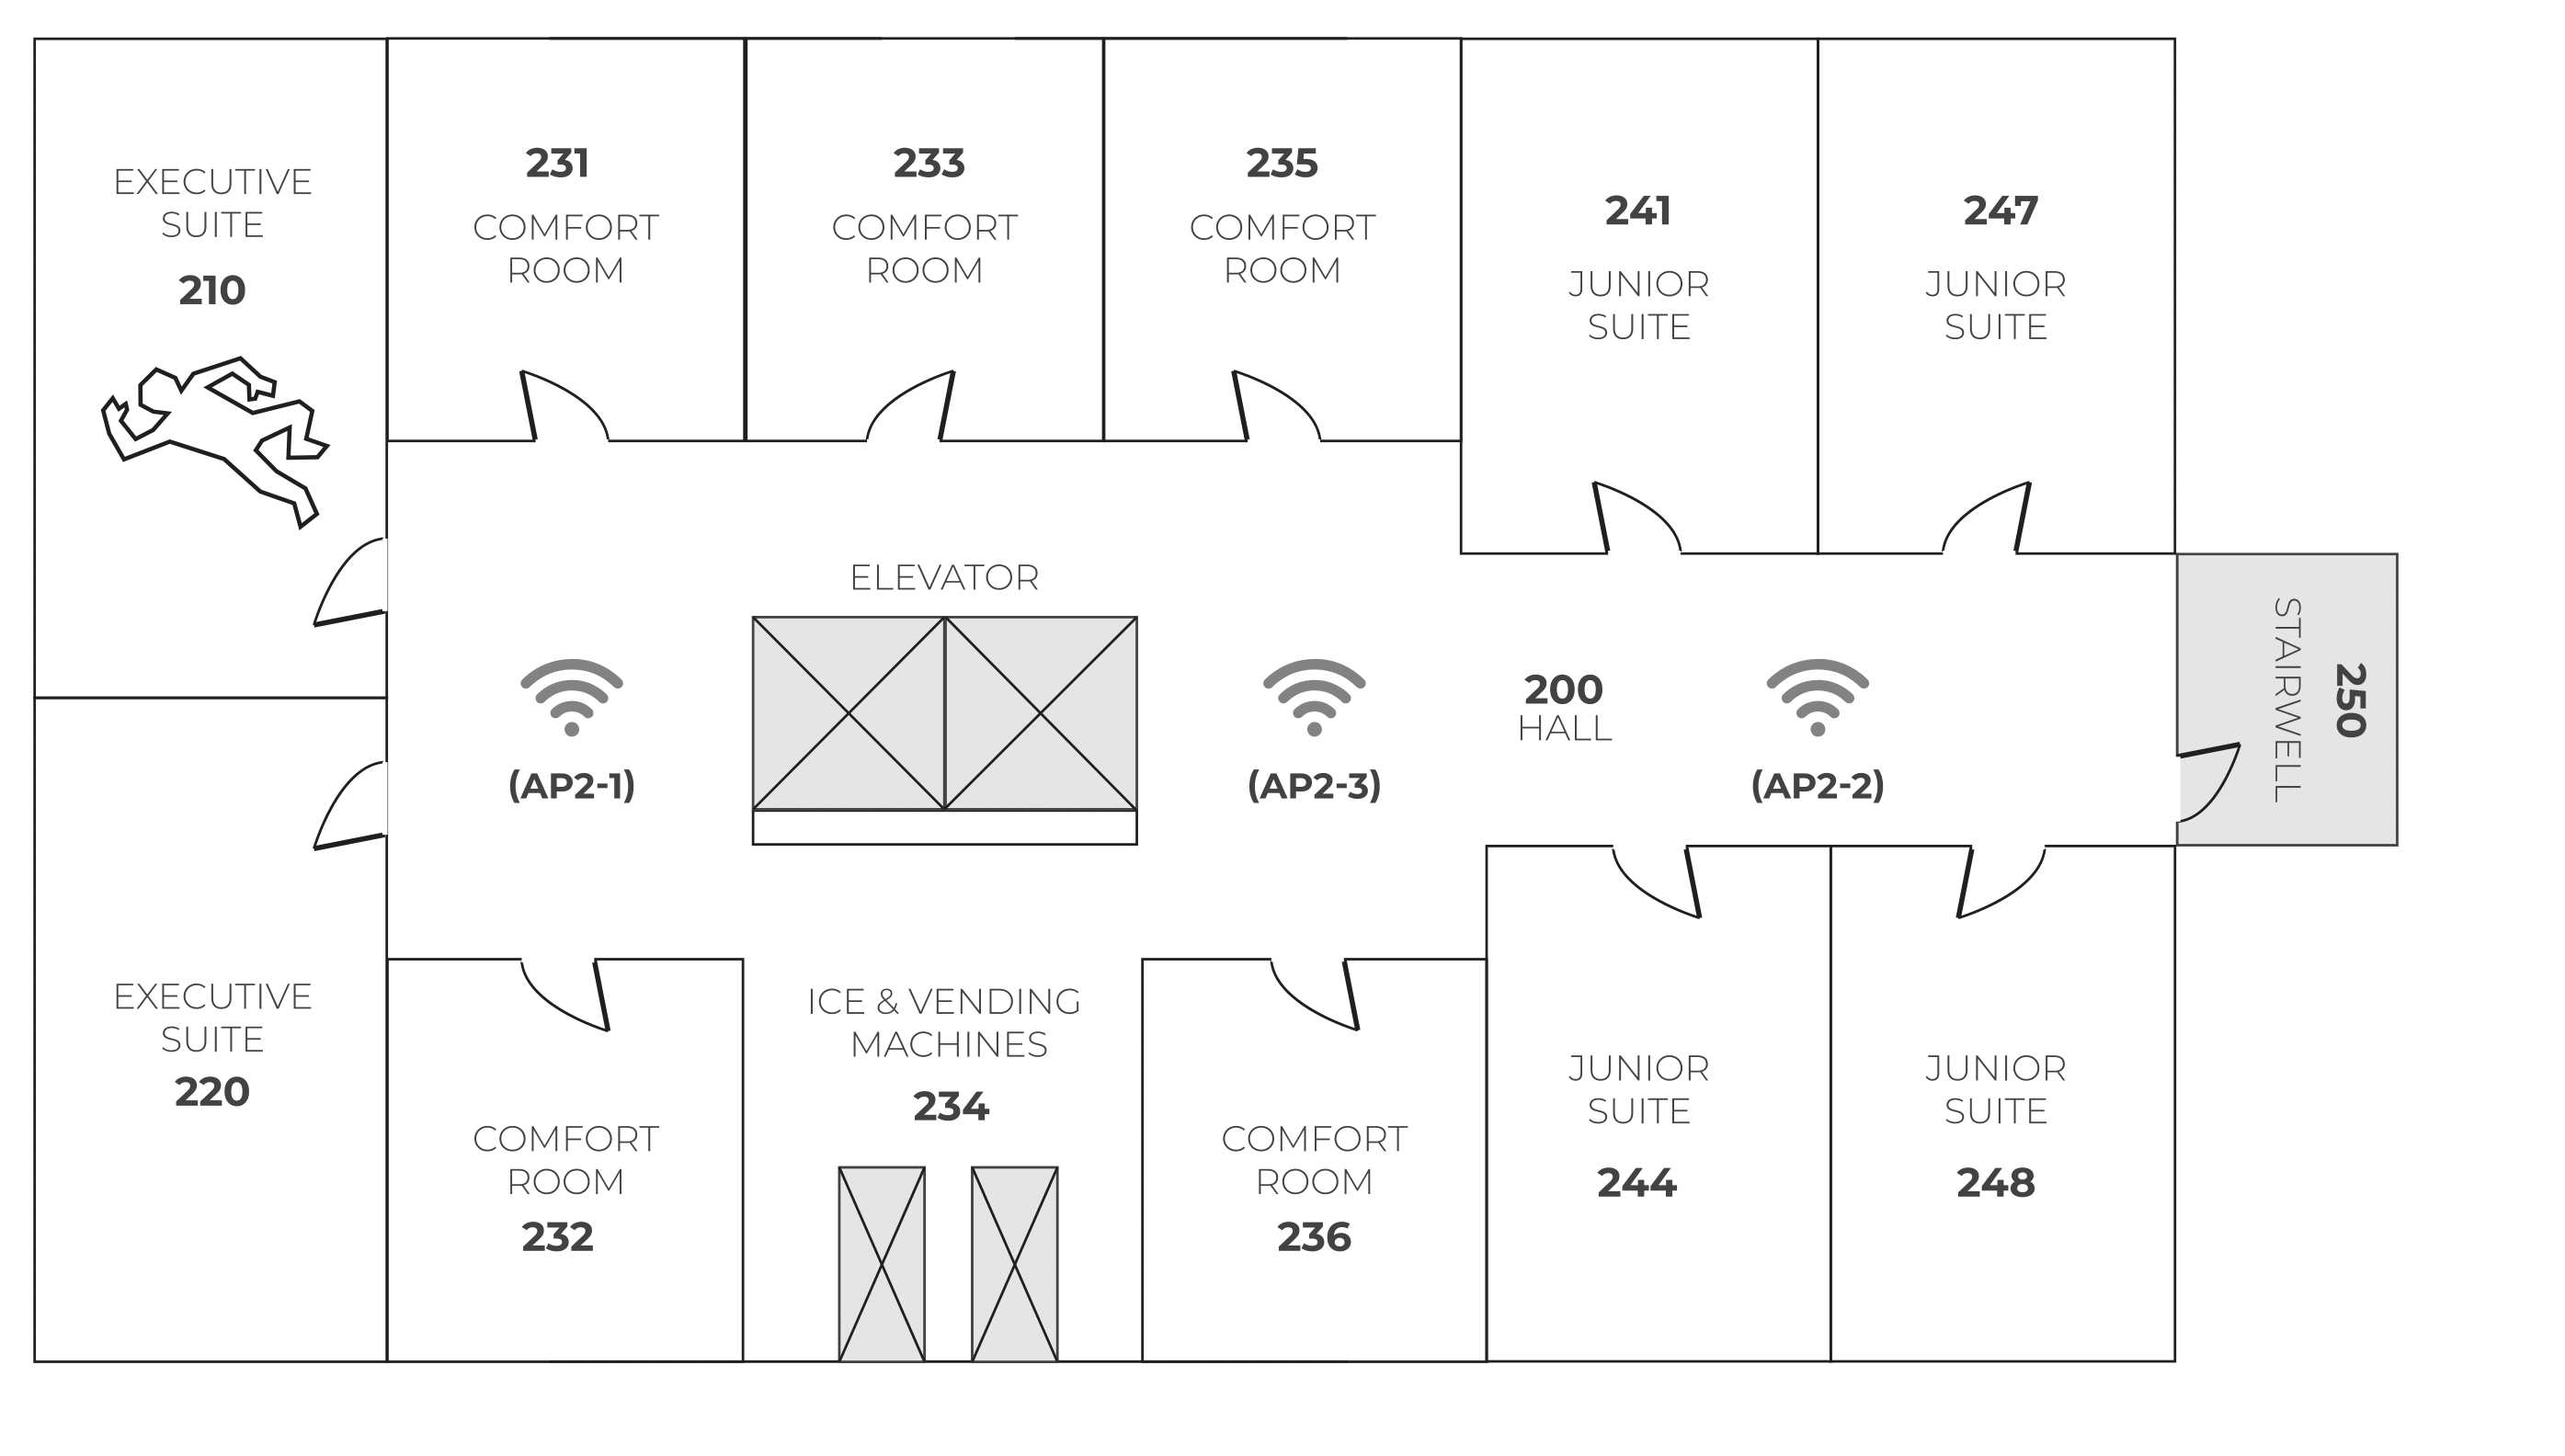 EXECUTIVE
SUITE
210
231
COMFORT
ROOM
233
COMFORT
ROOM
235
COMFORT
ROOM
241
JUNIOR
SUITE
247
JUNIOR
SUITE
ELEVATOR
(AP2-1)
(AP2-3)
200
HALL
(AP2-2)
250
STAIRWELL
EXECUTIVE
SUITE
220
COMFORT
ROOM
232
ICE & VENDING
MACHINES
234
COMFORT
ROOM
236
JUNIOR
SUITE
244
JUNIOR
SUITE
248